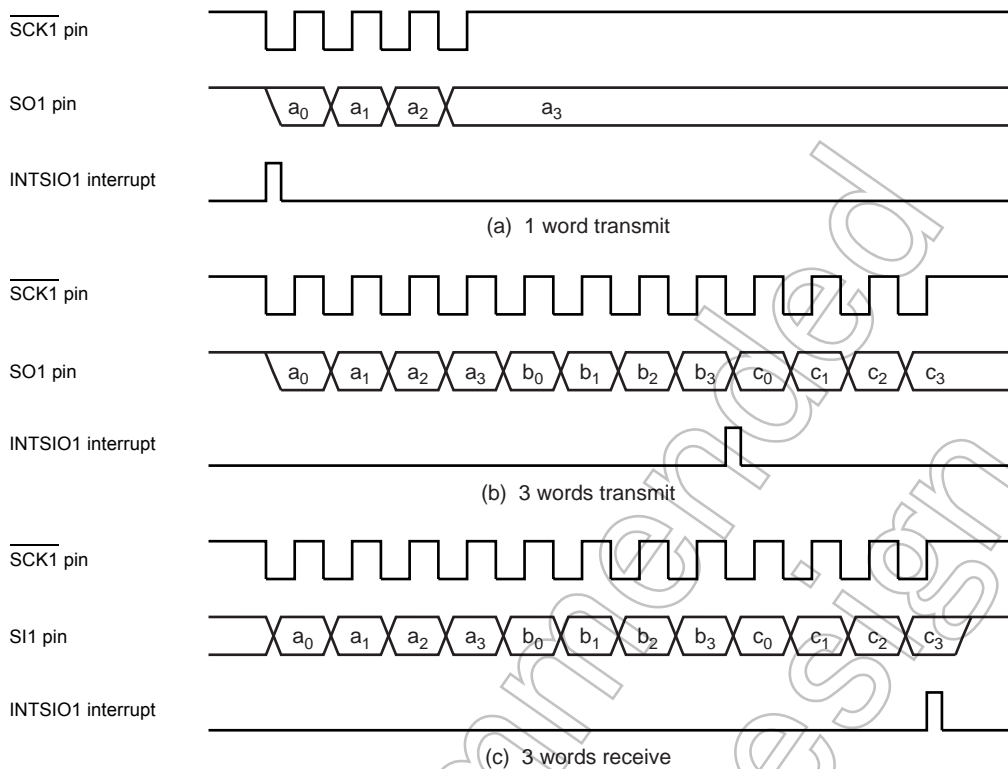 SCK1 pin
SO1 pin
a0 a1 a2 a3
INTSIO1 interrupt
(a) 1 word transmit
SCK1 pin
SO1 pin
a0 a1 a2 a3 b0 b1 b2 b3 c0 c1 c2 c3
INTSIO1 interrupt
(b) 3 words transmit
SCK1 pin
SI1 pin
a0 a1 a2 a3 b0 b1 b2 b3 c0 c1 c2 c3
INTSIO1 interrupt
(c) 3 words receive